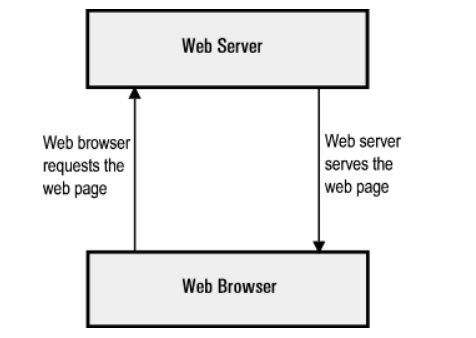 Web Server
Web browser
requests the
web page
Web server
serves the
web page
Web Browser